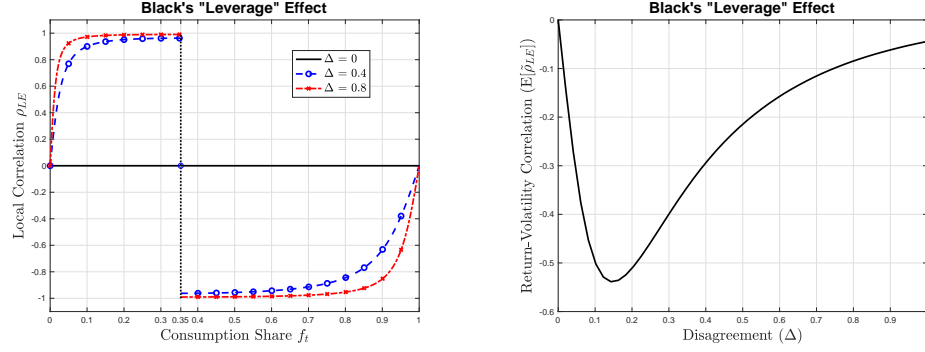 Black's "Leverage" Effect
Local Correlation ρ_LE
1
0.8
0.6
0.4
0.2
0
-0.2
-0.4
-0.6
-0.8
-1
Δ = 0
Δ = 0.4
Δ = 0.8
0 0.1 0.2 0.3 0.35 0.4 0.5 0.6 0.7 0.8 0.9 1
Consumption Share f_t
Black's "Leverage" Effect
Return-Volatility Correlation (E[ρ̃_LE])
0
-0.1
-0.2
-0.3
-0.4
-0.5
-0.6
0 0.1 0.2 0.3 0.4 0.5 0.6 0.7 0.8 0.9
Disagreement (Δ)